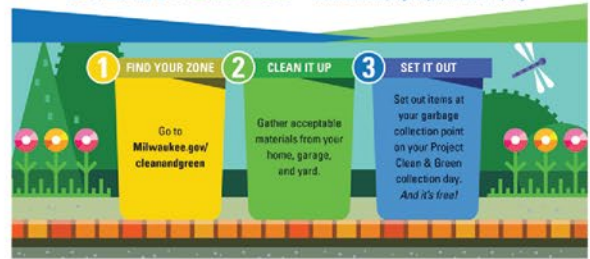 1 FIND YOUR ZONE
Go to
Milwaukee.gov/
cleanandgreen
2 CLEAN IT UP
Gather acceptable
materials from your
home, garage,
and yard.
3 SET IT OUT
Set out items at
your garbage
collection point
on your Project
Clean & Green
collection day.
And it's free!